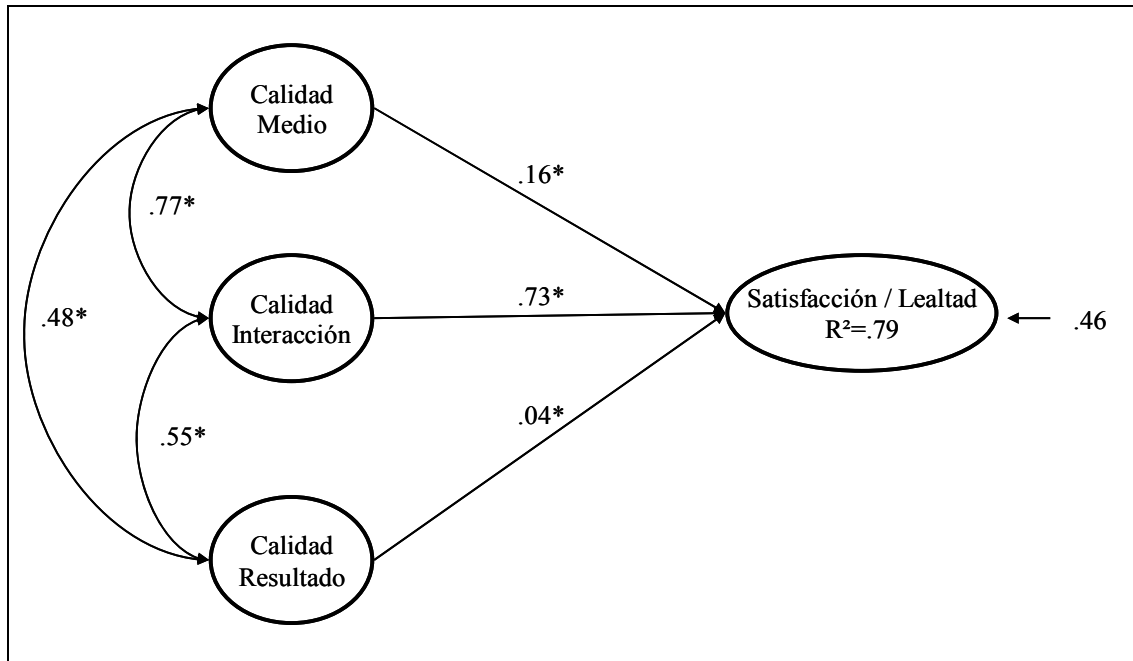 Calidad
Medio
.16*
.77*
Calidad
Interacción
.73*
Satisfacción / Lealtad
R²=.79
.46
.48*
.55*
.04*
Calidad
Resultado